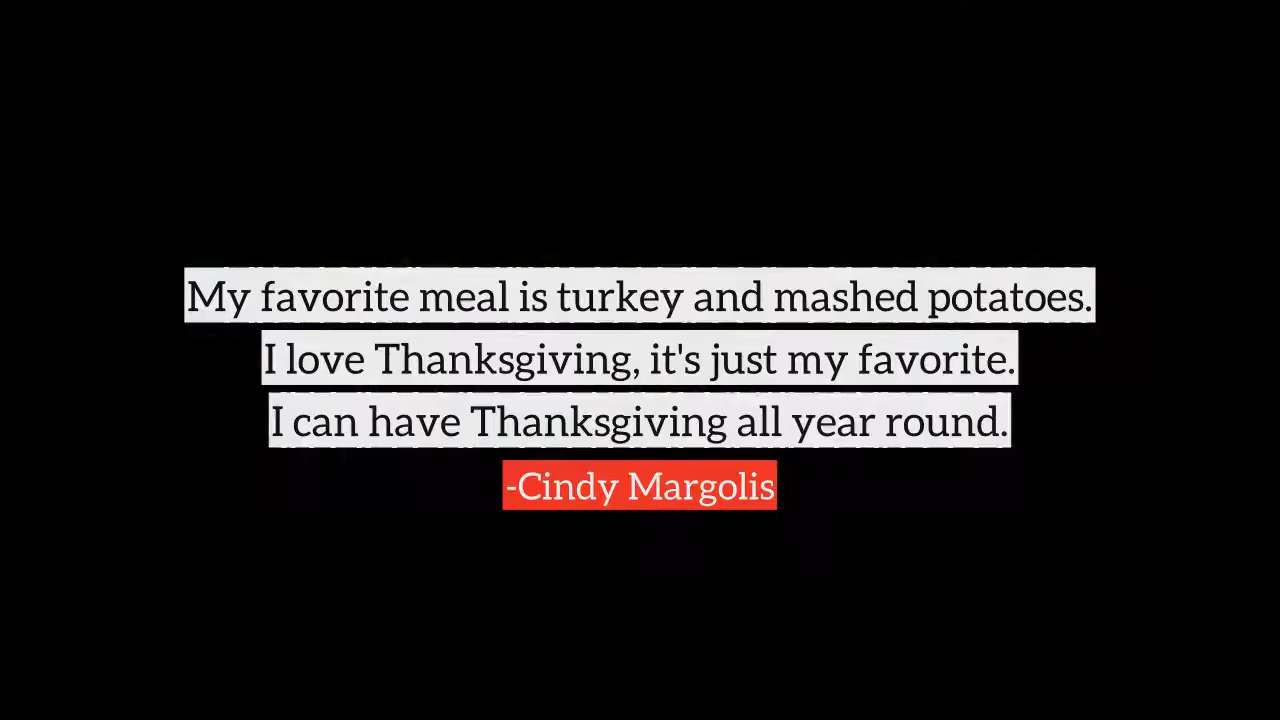 My favorite meal is turkey and mashed potatoes.
I love Thanksgiving, it's just my favorite.
I can have Thanksgiving all year round.
-Cindy Margolis